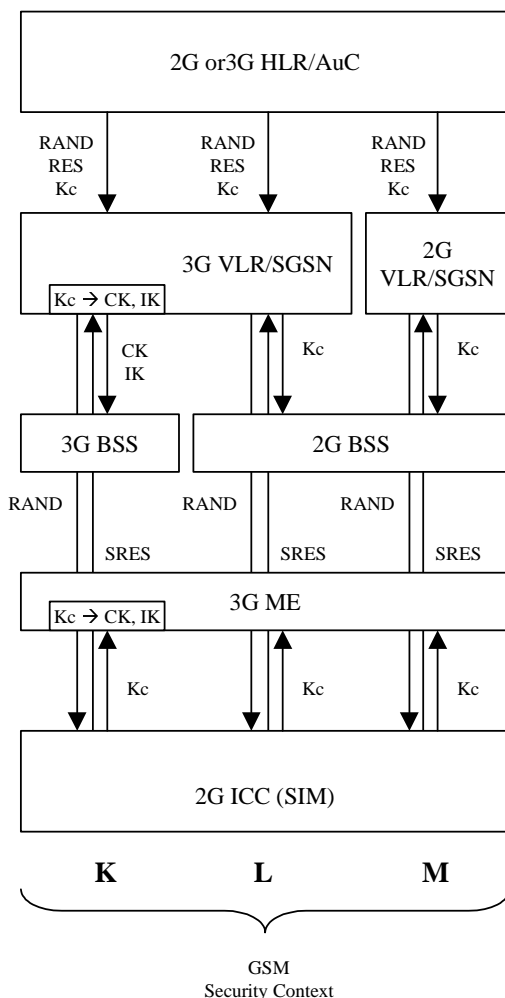 2G or3G HLR/AuC
RAND
RES
Kc
RAND
RES
Kc
RAND
RES
Kc
3G VLR/SGSN
2G
VLR/SGSN
Kc → CK, IK
CK
IK
Kc
Kc
3G BSS
2G BSS
RAND
RAND
RAND
SRES
SRES
SRES
3G ME
Kc → CK, IK
Kc
Kc
Kc
2G ICC (SIM)
K
L
M
GSM
Security Context